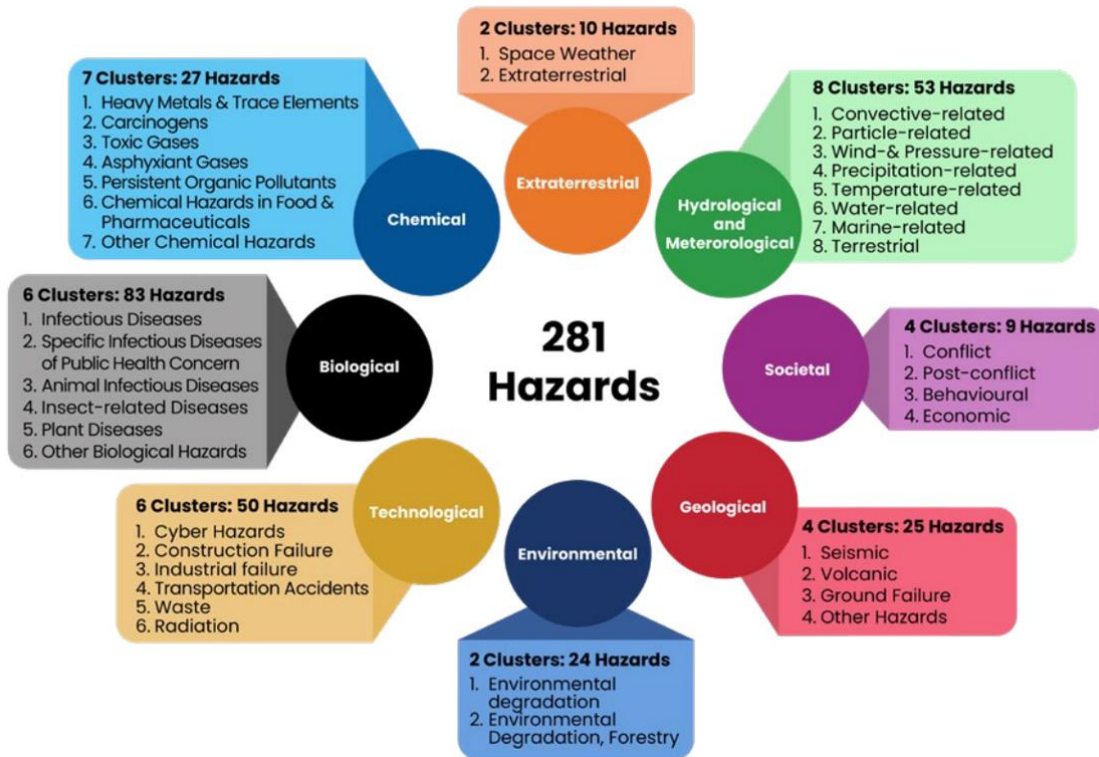 2 Clusters: 10 Hazards
1. Space Weather
2. Extraterrestrial
Extraterrestrial
8 Clusters: 53 Hazards
1. Convective-related
2. Particle-related
3. Wind-& Pressure-related
4. Precipitation-related
5. Temperature-related
6. Water-related
7. Marine-related
8. Terrestrial
Hydrological
and
Meterorological
4 Clusters: 9 Hazards
1. Conflict
2. Post-conflict
3. Behavioural
4. Economic
Societal
4 Clusters: 25 Hazards
1. Seismic
2. Volcanic
3. Ground Failure
4. Other Hazards
Geological
Environmental
2 Clusters: 24 Hazards
1. Environmental
degradation
2. Environmental
Degradation, Forestry
Technological
6 Clusters: 50 Hazards
1. Cyber Hazards
2. Construction Failure
3. Industrial failure
4. Transportation Accidents
5. Waste
6. Radiation
Biological
6 Clusters: 83 Hazards
1. Infectious Diseases
2. Specific Infectious Diseases
of Public Health Concern
3. Animal Infectious Diseases
4. Insect-related Diseases
5. Plant Diseases
6. Other Biological Hazards
Chemical
7 Clusters: 27 Hazards
1. Heavy Metals & Trace Elements
2. Carcinogens
3. Toxic Gases
4. Asphyxiant Gases
5. Persistent Organic Pollutants
6. Chemical Hazards in Food &
Pharmaceuticals
7. Other Chemical Hazards
281
Hazards